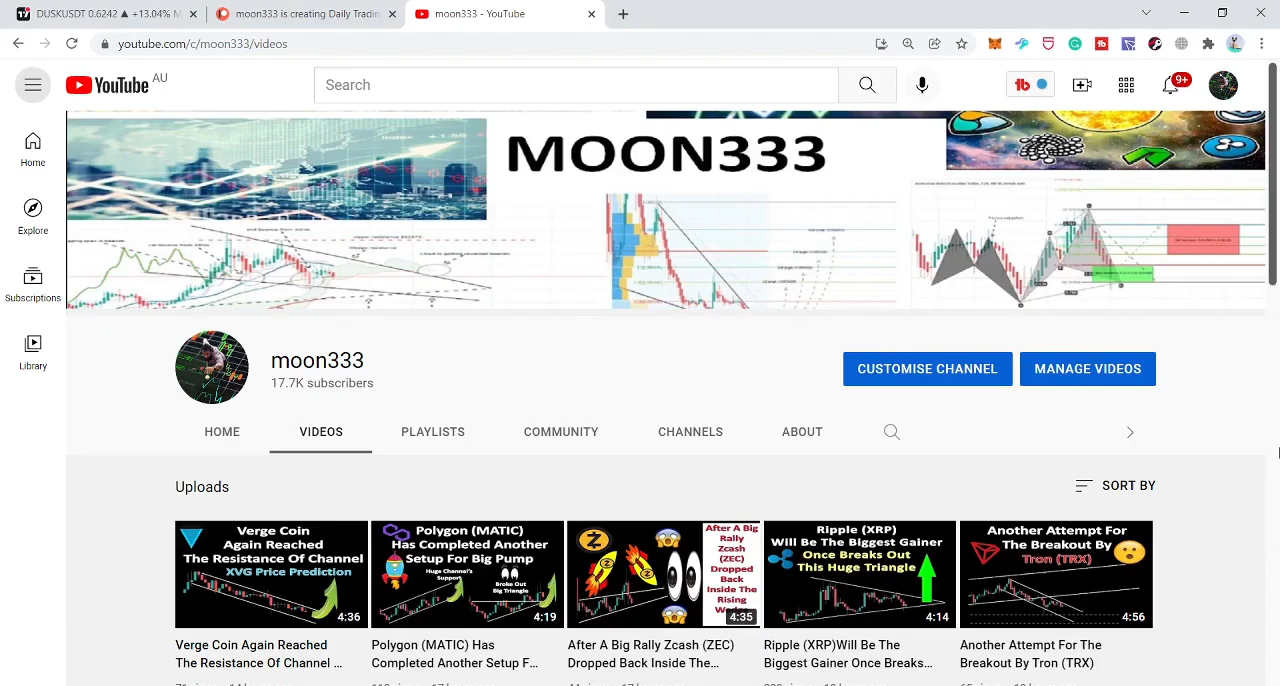 DUSKUSDT 0.6242 ▲ +13.04% M
moon333 is creating Daily Tradin
moon333 - YouTube
youtube.com/c/moon333/videos
YouTube AU
Search
9+
Home
Explore
Subscriptions
Library
MOON333
moon333
17.7K subscribers
CUSTOMISE CHANNEL
MANAGE VIDEOS
HOME
VIDEOS
PLAYLISTS
COMMUNITY
CHANNELS
ABOUT
Uploads
SORT BY
Verge Coin
Again Reached
The Resistance Of Channel
XVG Price Prediction
4:36
Polygon (MATIC)
Has Completed Another
Setup For Big Pump
Huge Channel's
Support
Broke Out
Big Triangle
4:19
After A Big
Rally
Zcash
(ZEC)
Dropped
Back
Inside The
Rising
4:35
Ripple (XRP)
Will Be The Biggest Gainer
Once Breaks Out
This Huge Triangle
4:14
Another Attempt For
The Breakout By
Tron (TRX)
4:56
Verge Coin Again Reached
The Resistance Of Channel ...
Polygon (MATIC) Has
Completed Another Setup F...
After A Big Rally Zcash (ZEC)
Dropped Back Inside The...
Ripple (XRP)Will Be The
Biggest Gainer Once Breaks...
Another Attempt For The
Breakout By Tron (TRX)